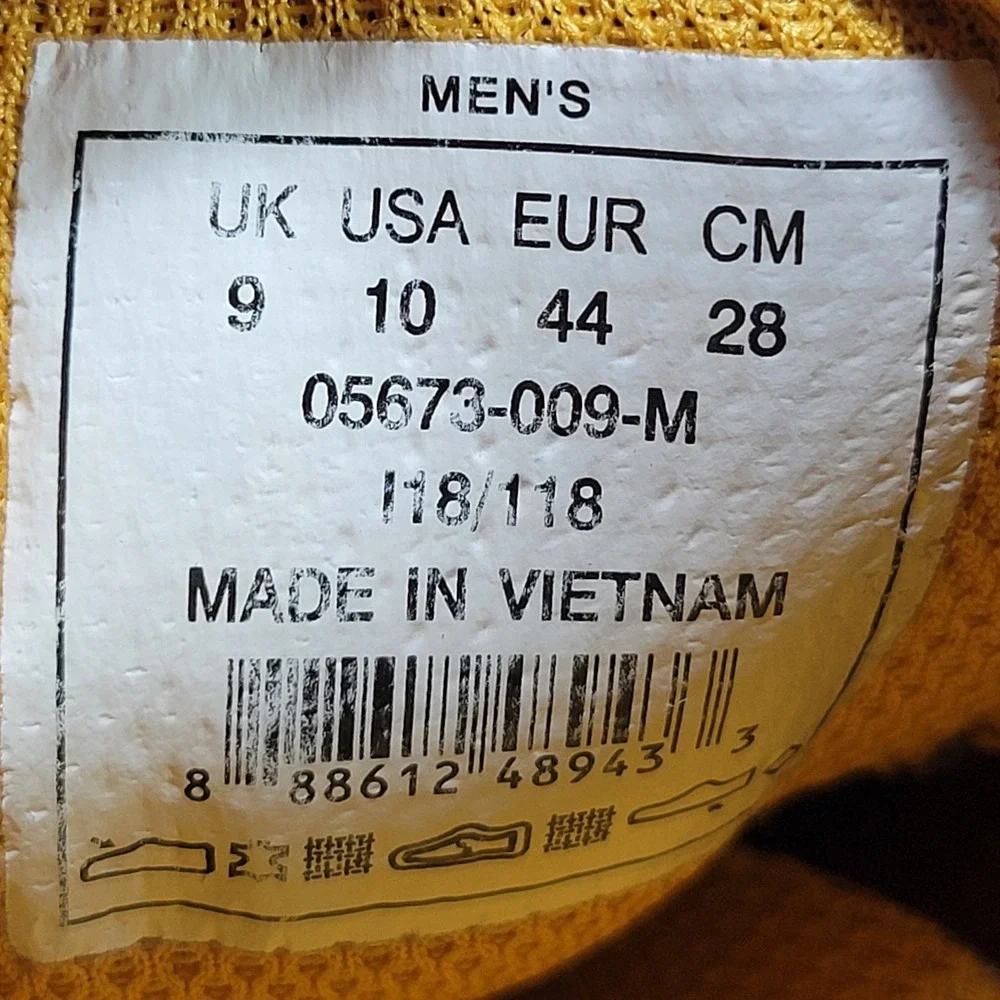 MEN'S
UK USA EUR CM
9 10 44 28
05673-009-M
I18/118
MADE IN VIETNAM
8 88612 48943 3